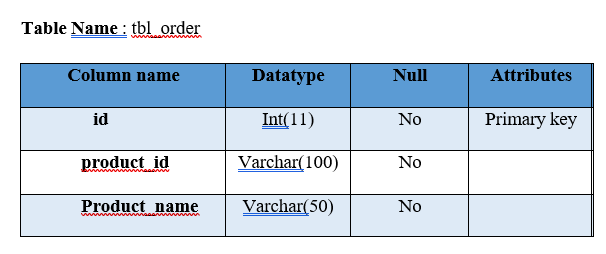 Table Name : tbl_order
Column name Datatype Null Attributes
id Int(11) No Primary key
product_id Varchar(100) No
Product_name Varchar(50) No